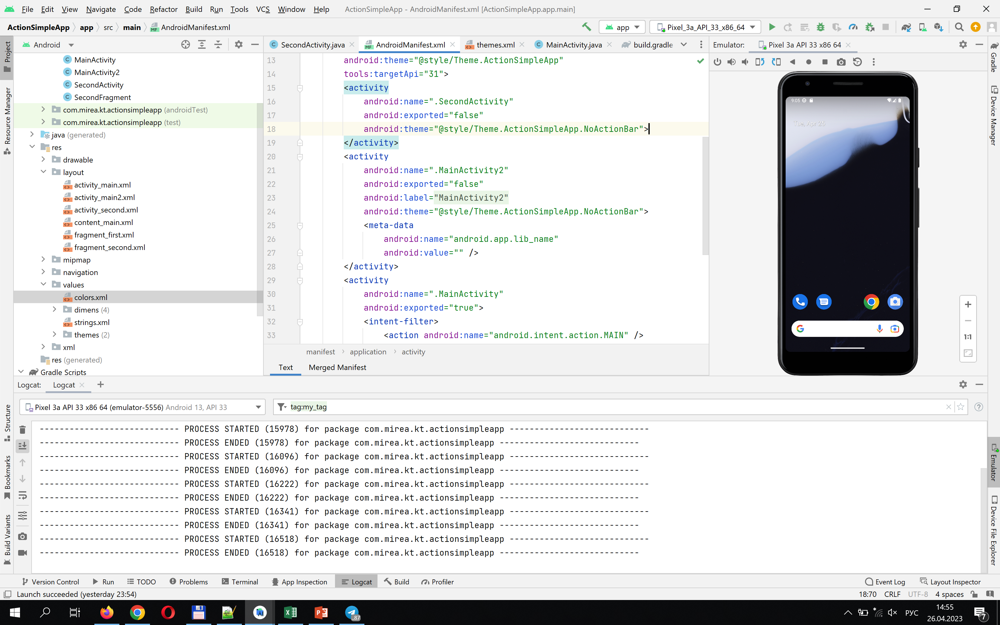 File Edit View Navigate Code Refactor Build Run Tools VCS Window Help ActionSimpleApp - AndroidManifest.xml [ActionSimpleApp.app.main]
ActionSimpleApp app src main AndroidManifest.xml app Pixel_3a_API_33_x86_64
Android
SecondActivity.java AndroidManifest.xml themes.xml MainActivity.java build.gradle
Emulator: Pixel 3a API 33 x86 64
Project
Resource Manager
Structure
Bookmarks
Build Variants
MainActivity
MainActivity2
SecondActivity
SecondFragment
com.mirea.kt.actionsimpleapp (androidTest)
com.mirea.kt.actionsimpleapp (test)
java (generated)
res
drawable
layout
activity_main.xml
activity_main2.xml
activity_second.xml
content_main.xml
fragment_first.xml
fragment_second.xml
mipmap
navigation
values
colors.xml
dimens (4)
strings.xml
themes (2)
xml
res (generated)
Gradle Scripts
13 android:theme="@style/Theme.ActionSimpleApp"
14 tools:targetApi="31">
15 <activity
16 android:name=".SecondActivity"
17 android:exported="false"
18 android:theme="@style/Theme.ActionSimpleApp.NoActionBar">
19 </activity>
20 <activity
21 android:name=".MainActivity2"
22 android:exported="false"
23 android:label="MainActivity2"
24 android:theme="@style/Theme.ActionSimpleApp.NoActionBar">
25 <meta-data
26 android:name="android.app.lib_name"
27 android:value="" />
28 </activity>
29 <activity
30 android:name=".MainActivity"
31 android:exported="true">
32 <intent-filter>
33 <action android:name="android.intent.action.MAIN" />
manifest application activity
Text Merged Manifest
9:05
Tue, Apr 25
1:1
Gradle
Device Manager
Emulator
Device File Explorer
Logcat: Logcat
Pixel 3a API 33 x86 64 (emulator-5556) Android 13, API 33
tag:my_tag
---------------------------- PROCESS STARTED (15978) for package com.mirea.kt.actionsimpleapp ----------------------------
---------------------------- PROCESS ENDED (15978) for package com.mirea.kt.actionsimpleapp ----------------------------
---------------------------- PROCESS STARTED (16096) for package com.mirea.kt.actionsimpleapp ----------------------------
---------------------------- PROCESS ENDED (16096) for package com.mirea.kt.actionsimpleapp ----------------------------
---------------------------- PROCESS STARTED (16222) for package com.mirea.kt.actionsimpleapp ----------------------------
---------------------------- PROCESS ENDED (16222) for package com.mirea.kt.actionsimpleapp ----------------------------
---------------------------- PROCESS STARTED (16341) for package com.mirea.kt.actionsimpleapp ----------------------------
---------------------------- PROCESS ENDED (16341) for package com.mirea.kt.actionsimpleapp ----------------------------
---------------------------- PROCESS STARTED (16518) for package com.mirea.kt.actionsimpleapp ----------------------------
---------------------------- PROCESS ENDED (16518) for package com.mirea.kt.actionsimpleapp ----------------------------
Version Control Run TODO Problems Terminal App Inspection Logcat Build Profiler Event Log Layout Inspector
Launch succeeded (yesterday 23:54) 18:70 CRLF UTF-8 4 spaces
..87
РУС
14:55
26.04.2023
7